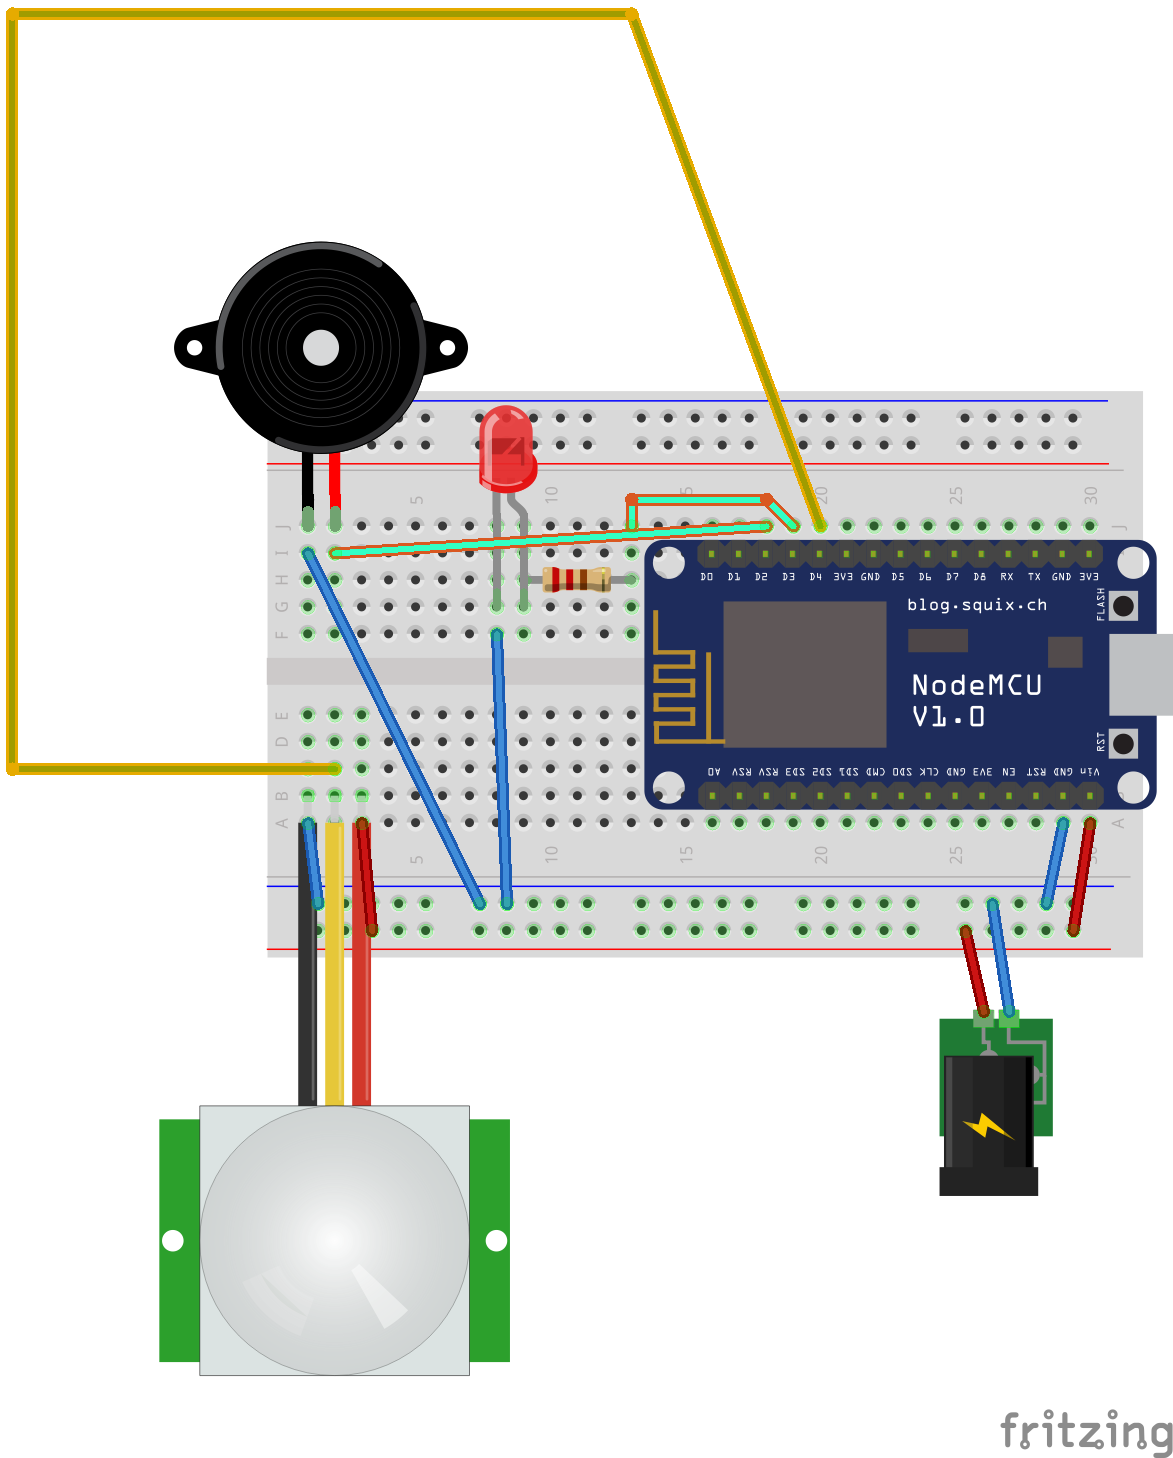 5 10 15 20 25 30
J J
I
H
G
F
D0 D1 D2 D3 D4 3V3 GND D5 D6 D7 D8 RX TX GND 3V3
FLASH
blog.squix.ch
NodeMCU
V1.0
E
D
RST
A0 RSV RSV SD3 SD2 SD1 CMD SD0 CLK GND 3V3 EN RST GND Vin
B
A A
5 10 15 20 25 30
fritzing